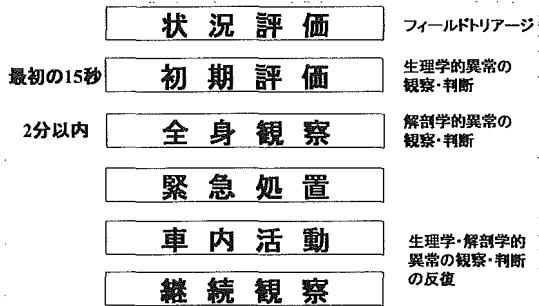 状況評価 フィールドトリアージ
最初の15秒 初期評価 生理学的異常の
観察・判断
2分以内 全身観察 解剖学的異常の
観察・判断
緊急処置
車内活動 生理学・解剖学的
異常の観察・判断
の反復
継続観察